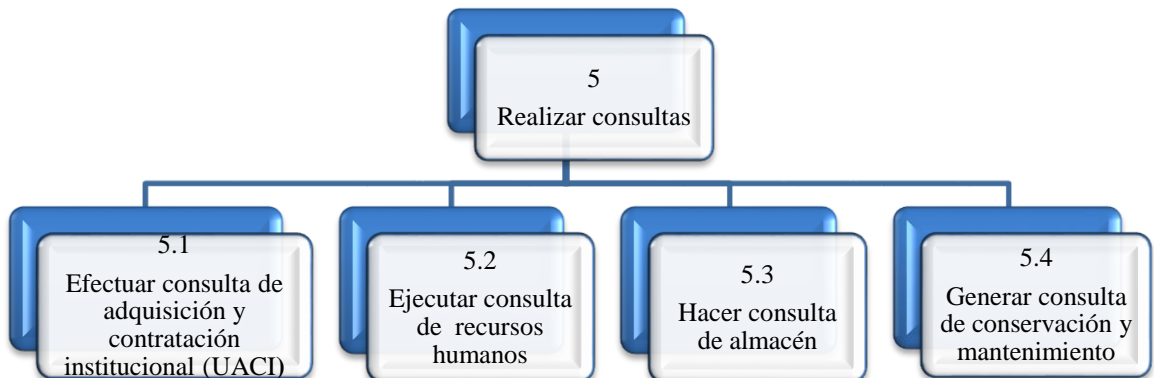 5
Realizar consultas
5.1
Efectuar consulta de
adquisición y
contratación
institucional (UACI)
5.2
Ejecutar consulta
de recursos
humanos
5.3
Hacer consulta
de almacén
5.4
Generar consulta
de conservación y
mantenimiento